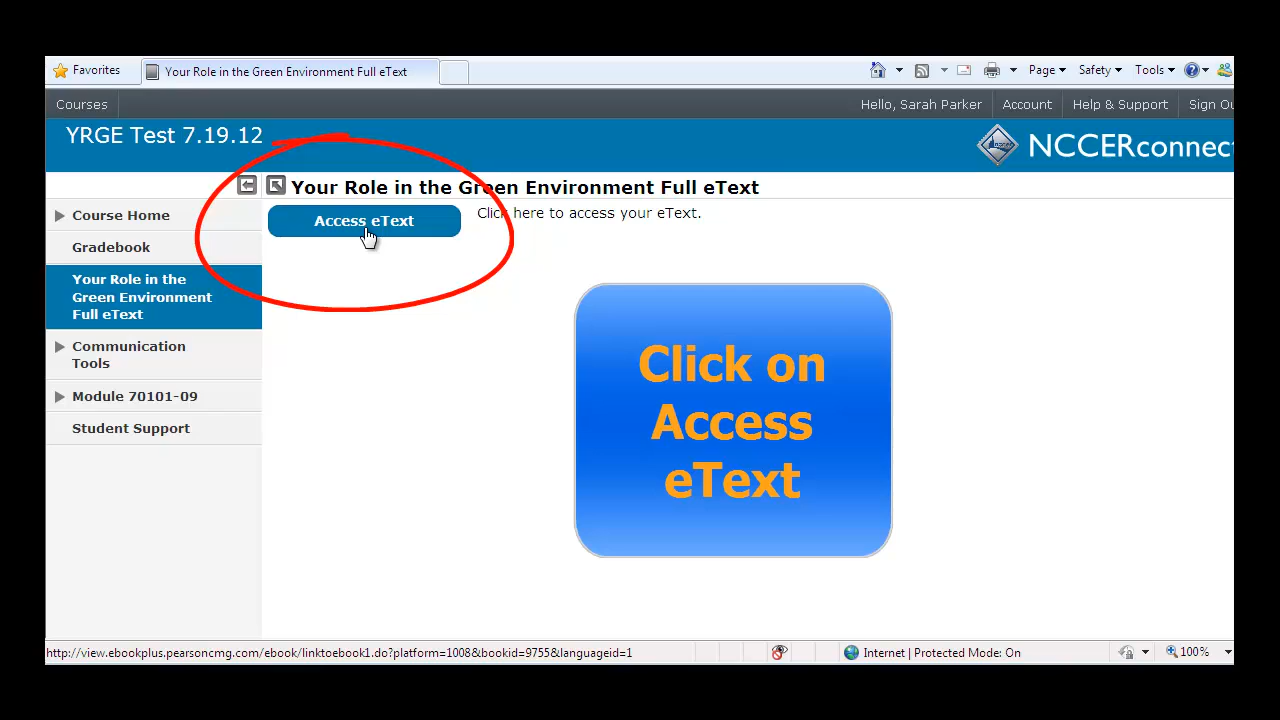 Favorites
Your Role in the Green Environment Full eText
Page
Safety
Tools
Courses
Hello, Sarah Parker
Account
Help & Support
Sign Ou
YRGE Test 7.19.12
NCCERconnect
Your Role in the Green Environment Full eText
Access eText
Click here to access your eText.
Course Home
Gradebook
Your Role in the
Green Environment
Full eText
Communication
Tools
Module 70101-09
Student Support
Click on
Access
eText
http://view.ebookplus.pearsoncmg.com/ebook/linktoebook1.do?platform=1008&bookid=9755&languageid=1
Internet | Protected Mode: On
100%